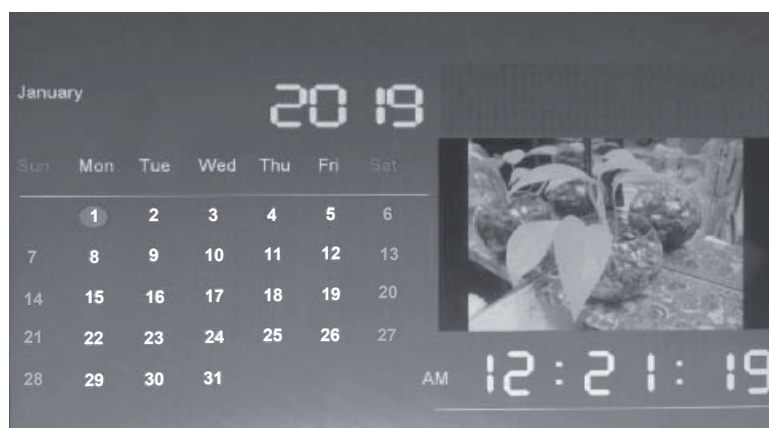 January 2019
Sun Mon Tue Wed Thu Fri Sat
1 2 3 4 5 6
7 8 9 10 11 12 13
14 15 16 17 18 19 20
21 22 23 24 25 26 27
28 29 30 31
AM 12:21:19